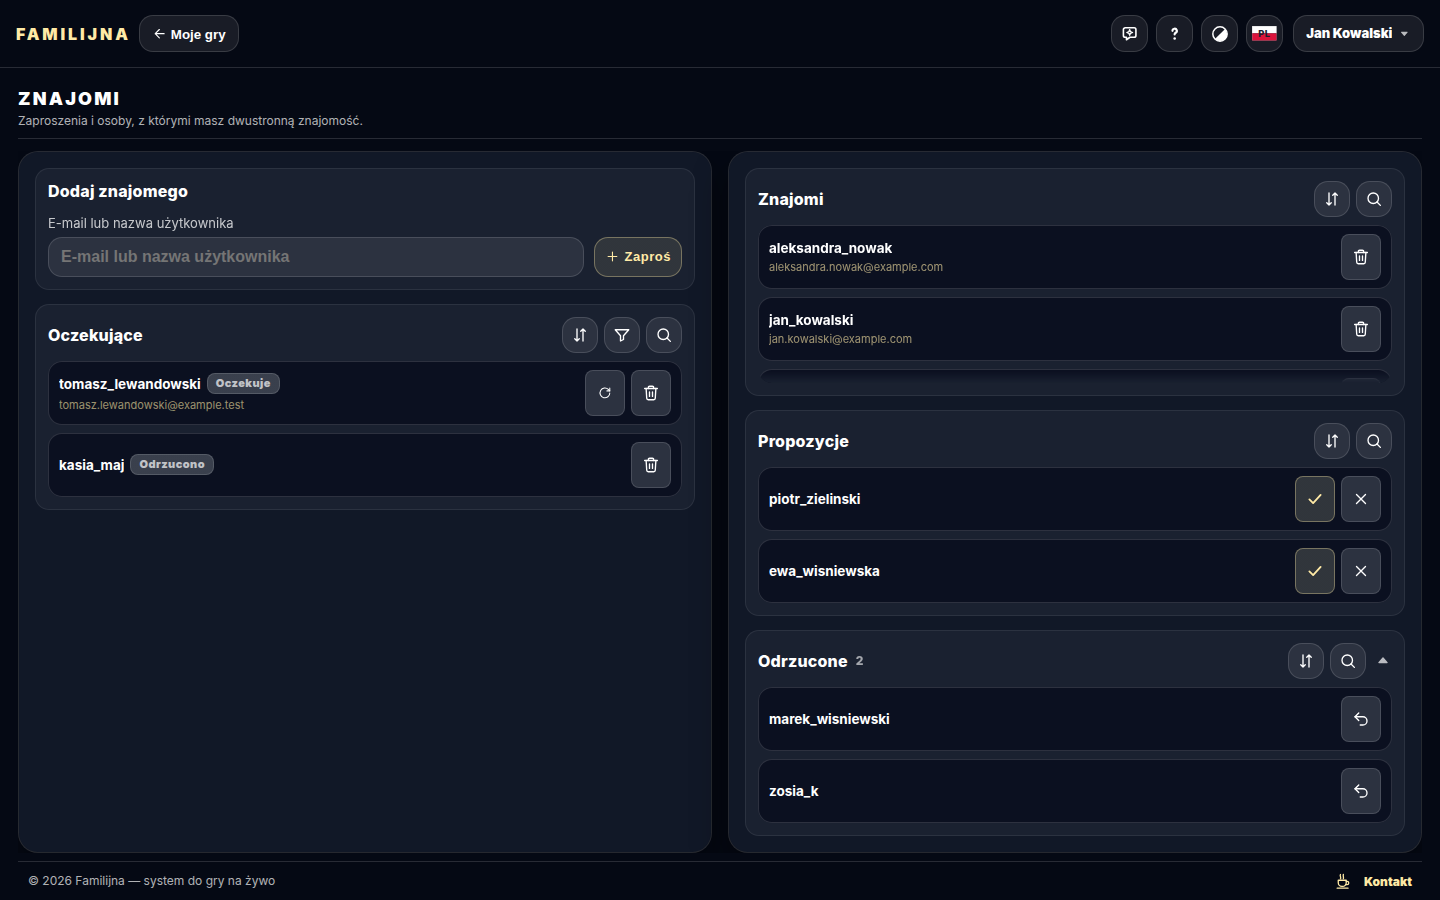 FAMILIJNA
Moje gry
?
PL
Jan Kowalski
ZNAJOMI
Zaproszenia i osoby, z którymi masz dwustronną znajomość.
Dodaj znajomego
E-mail lub nazwa użytkownika
E-mail lub nazwa użytkownika
Zaproś
Oczekujące
tomasz_lewandowski Oczekuje
tomasz.lewandowski@example.test
kasia_maj Odrzucono
Znajomi
aleksandra_nowak
aleksandra.nowak@example.com
jan_kowalski
jan.kowalski@example.com
Propozycje
piotr_zielinski
ewa_wisniewska
Odrzucone 2
marek_wisniewski
zosia_k
© 2026 Familijna — system do gry na żywo
Kontakt